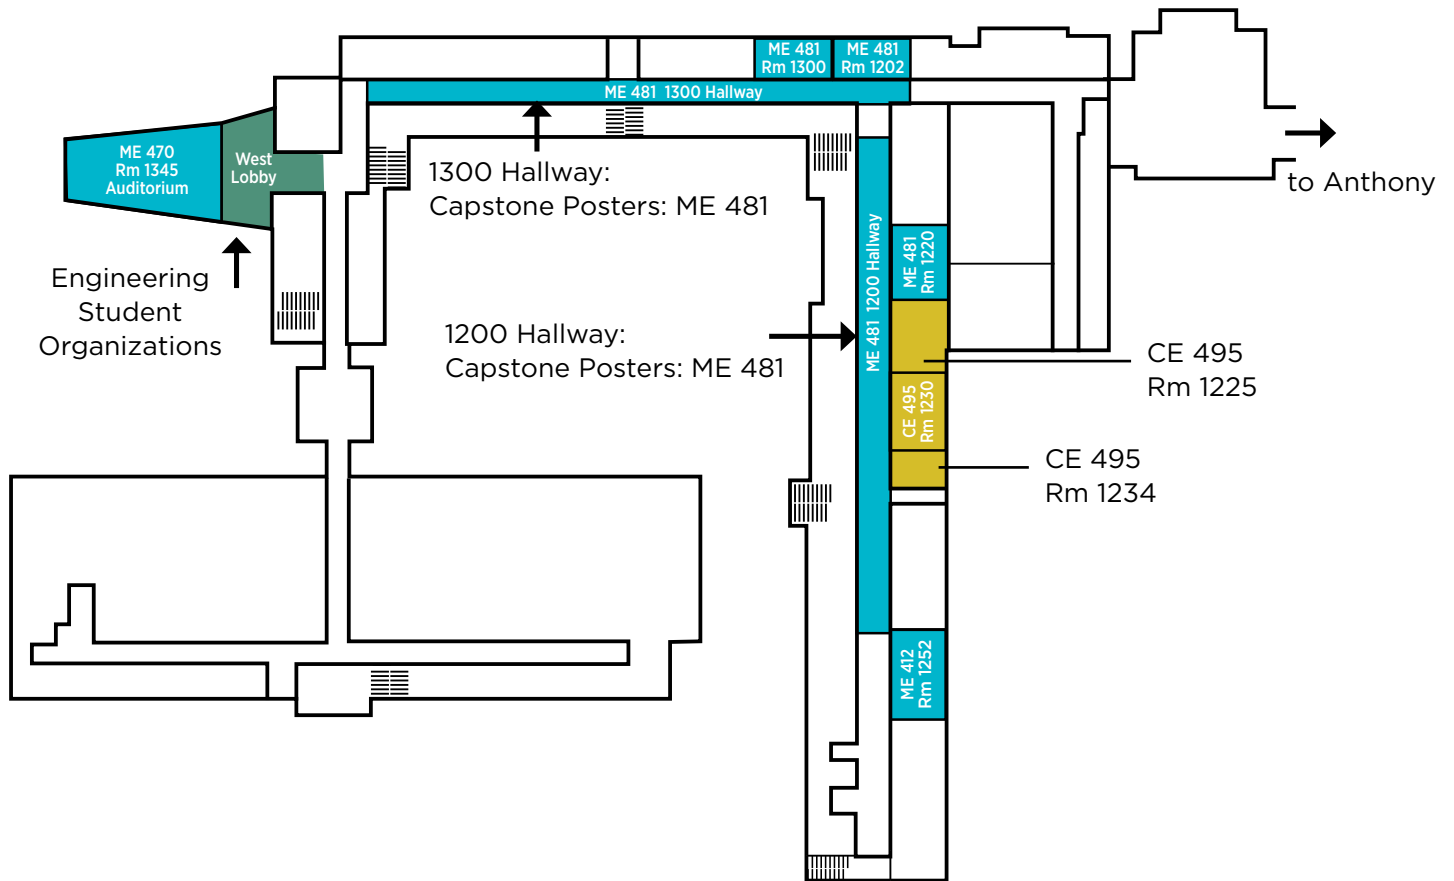 ME 481
Rm 1300
ME 481
Rm 1202
ME 481 1300 Hallway
ME 470
Rm 1345
Auditorium
West
Lobby
1300 Hallway:
Capstone Posters: ME 481
to Anthony
Engineering
Student
Organizations
ME 481 1200 Hallway
ME 481
Rm 1220
1200 Hallway:
Capstone Posters: ME 481
CE 495
Rm 1225
CE 495
Rm 1230
CE 495
Rm 1234
ME 412
Rm 1252